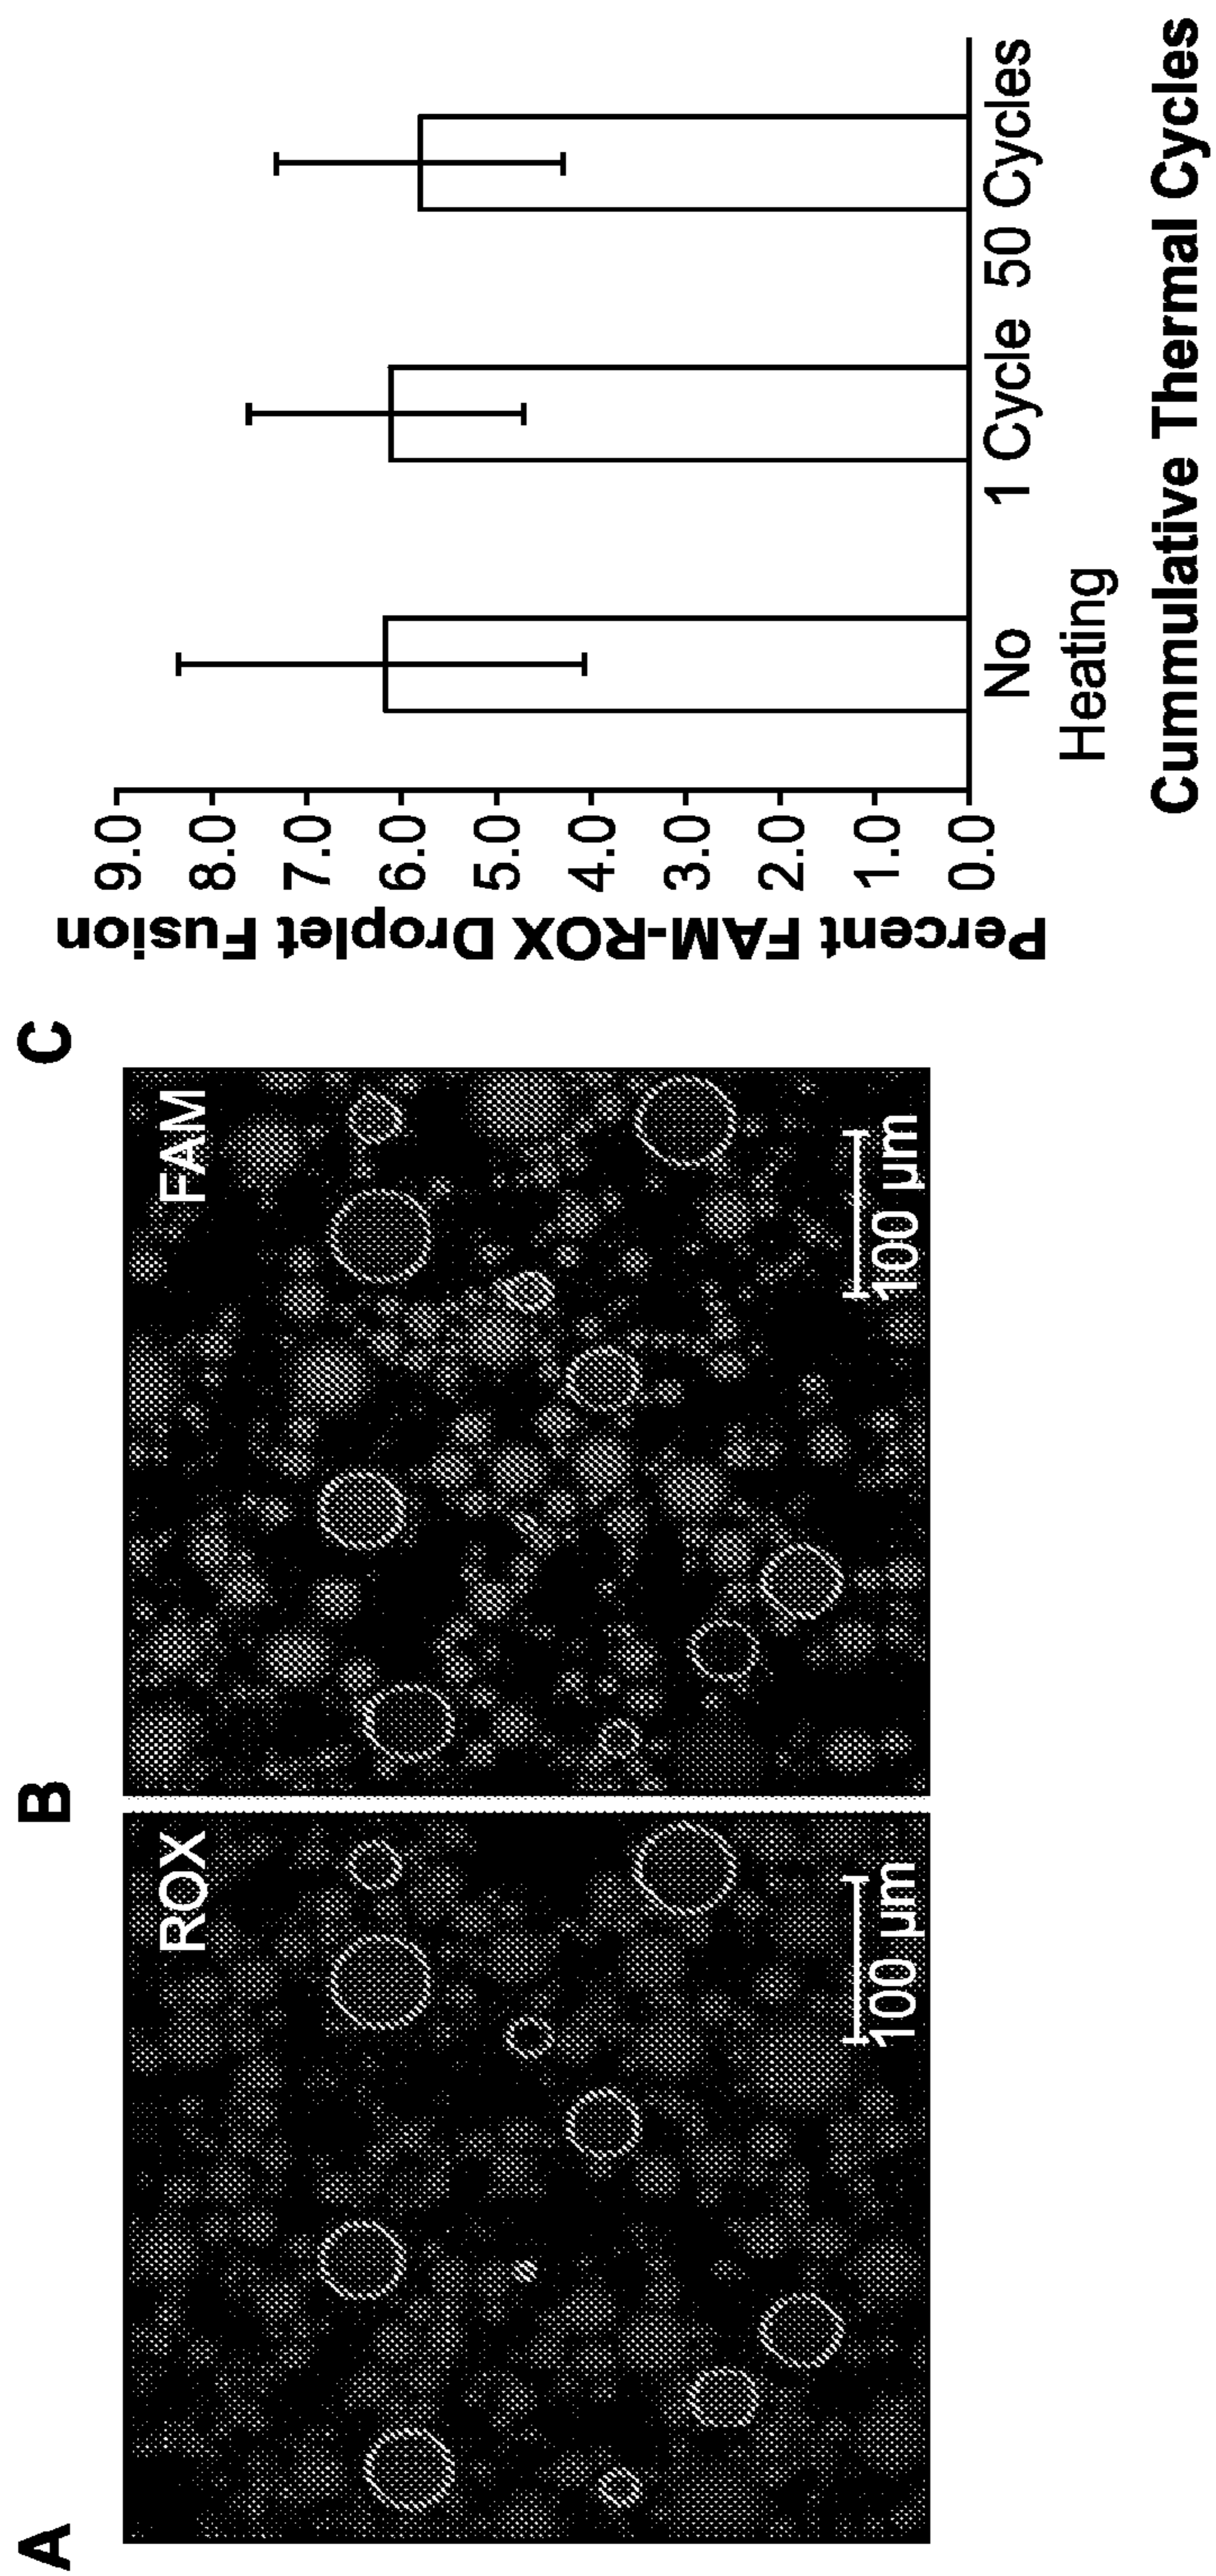 A
ROX
100 µm
B
FAM
100 µm
C
Percent FAM-ROX Droplet Fusion
9.0
8.0
7.0
6.0
5.0
4.0
3.0
2.0
1.0
0.0
No
Heating
1 Cycle
50 Cycles
Cummulative Thermal Cycles